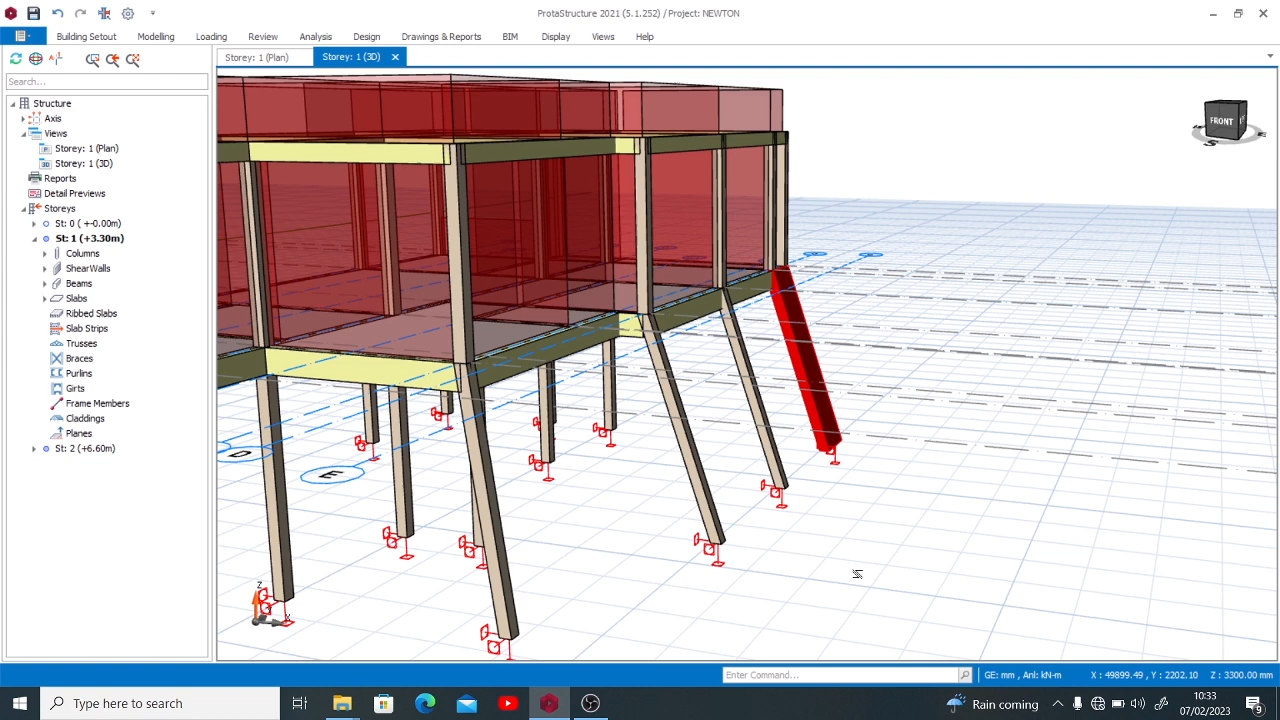 ProtaStructure 2021 (5.1.252) / Project: NEWTON
Building Setout Modelling Loading Review Analysis Design Drawings & Reports BIM Display Views Help
Storey: 1 (Plan) Storey: 1 (3D)
Search...
Structure
Axis
Views
Storey: 1 (Plan)
Storey: 1 (3D)
Reports
Detail Previews
Storeys
St: 0 ( +-0.00m)
St: 1 (+3.30m)
Columns
ShearWalls
Beams
Slabs
Ribbed Slabs
Slab Strips
Trusses
Braces
Purlins
Girts
Frame Members
Claddings
Planes
St: 2 (+6.60m)
FRONT
S
D
E
Z
X
Enter Command...
GE: mm , Anl: kN-m X : 49899.49 , Y : 2202.10 Z : 3300.00 mm
Type here to search
Rain coming
10:33
07/02/2023